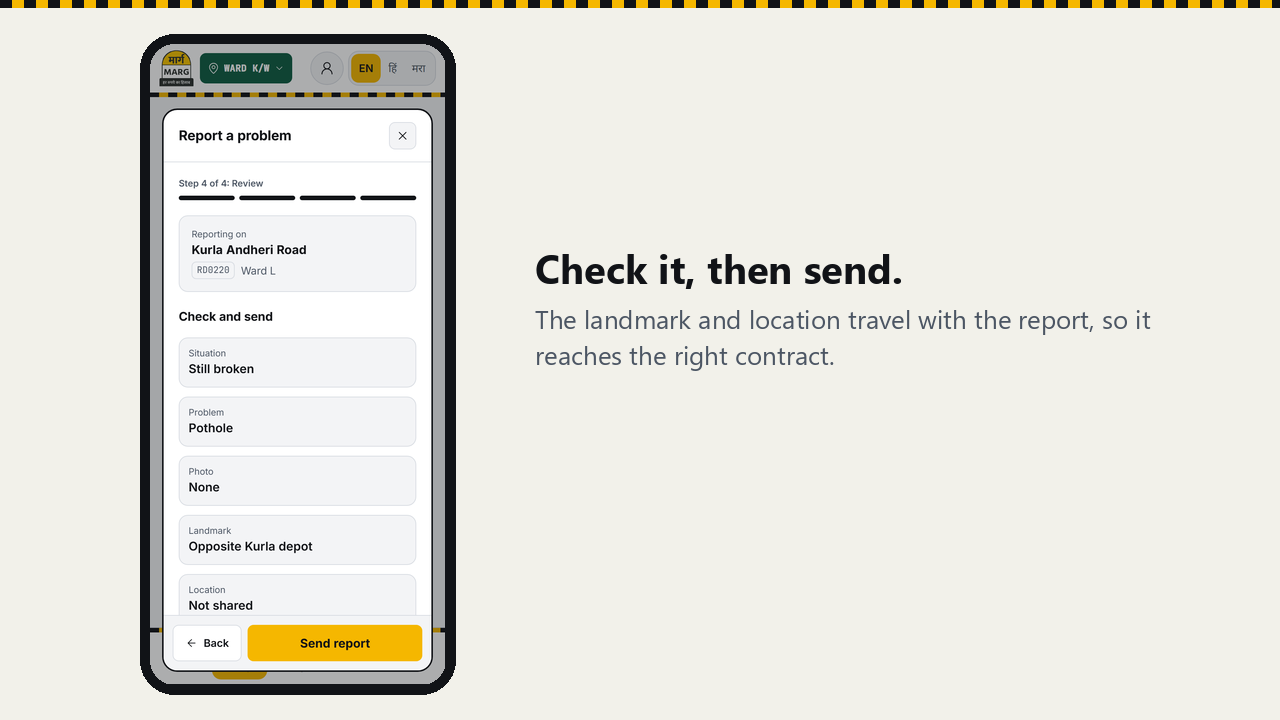 मार्ग
MARG
WARD K/W
EN
हिं
मरा
Report a problem
Step 4 of 4: Review
Reporting on
Kurla Andheri Road
RD0220
Ward L
Check and send
Situation
Still broken
Problem
Pothole
Photo
None
Landmark
Opposite Kurla depot
Location
Not shared
Back
Send report
Check it, then send.
The landmark and location travel with the report, so it
reaches the right contract.